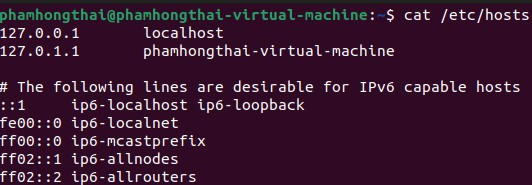 phamhongthai@phamhongthai-virtual-machine:~$ cat /etc/hosts
127.0.0.1 localhost
127.0.1.1 phamhongthai-virtual-machine
# The following lines are desirable for IPv6 capable hosts
::1 ip6-localhost ip6-loopback
fe00::0 ip6-localnet
ff00::0 ip6-mcastprefix
ff02::1 ip6-allnodes
ff02::2 ip6-allrouters